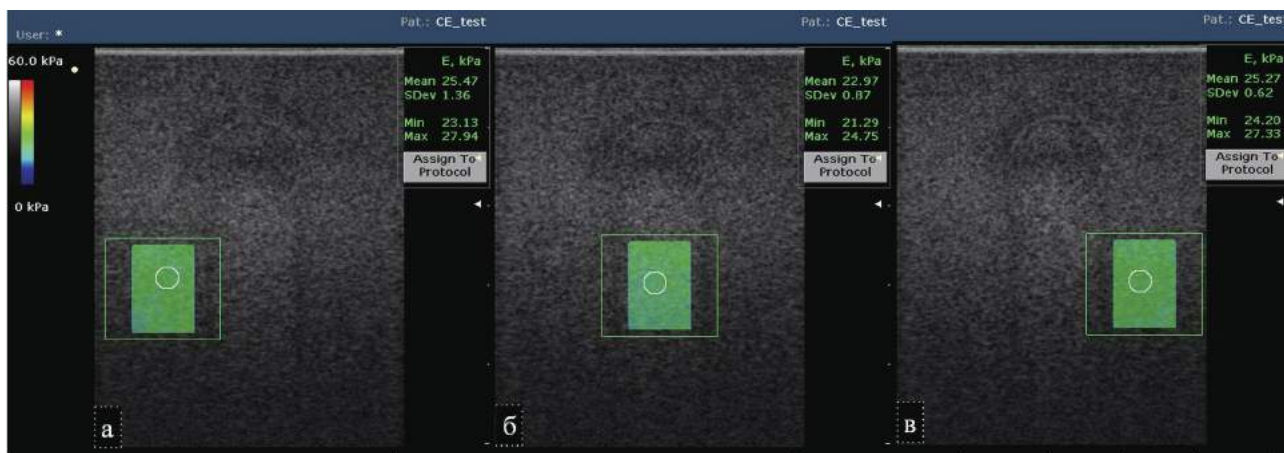 Pat.: CE_test
User: *
60.0 kPa
0 kPa
E, kPa
Mean 25.47
SDev 1.36
Min 23.13
Max 27.94
Assign To
Protocol
а
Pat.: CE_test
E, kPa
Mean 22.97
SDev 0.87
Min 21.29
Max 24.75
Assign To
Protocol
б
Pat.: CE_tes
E, kPa
Mean 25.27
SDev 0.62
Min 24.20
Max 27.33
Assign To
Protocol
в